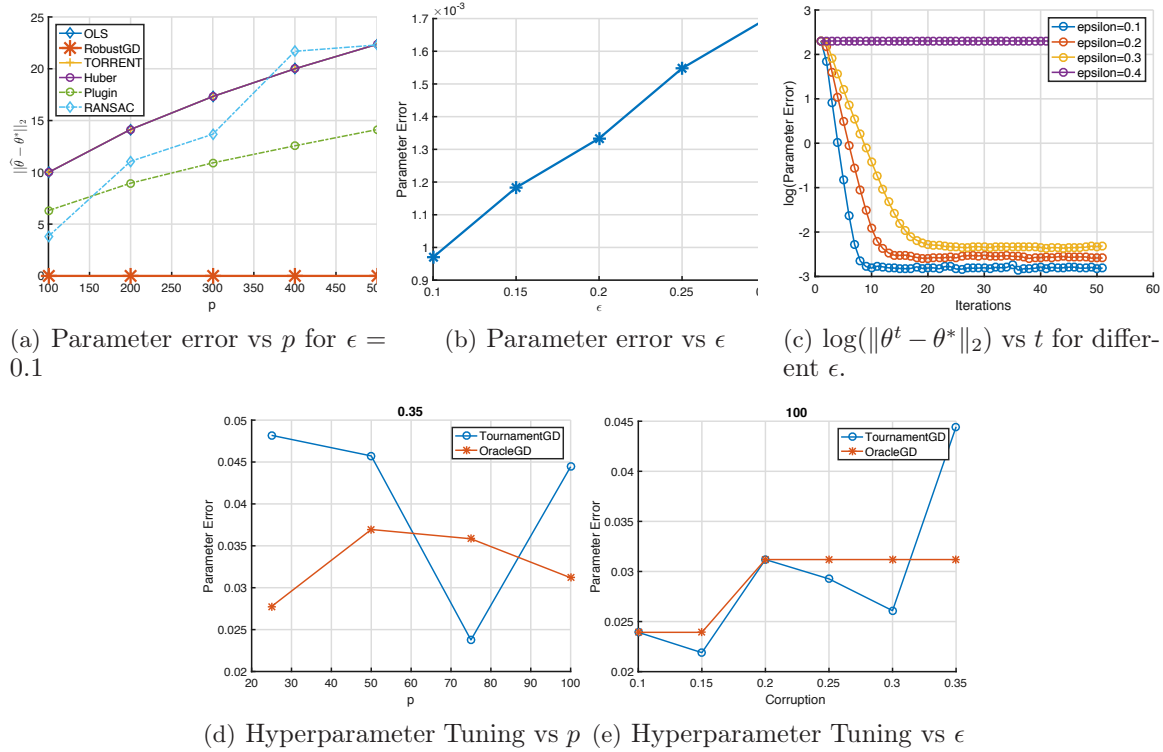 25
20
15
10
5
0
||θ̂ − θ*||₂
OLS
RobustGD
TORRENT
Huber
Plugin
RANSAC
100 150 200 250 300 350 400 450 500
p
×10⁻³
1.7
1.6
1.5
1.4
1.3
1.2
1.1
1
0.9
Parameter Error
0.1 0.15 0.2 0.25
ϵ
3
2
1
0
-1
-2
-3
log(Parameter Error)
epsilon=0.1
epsilon=0.2
epsilon=0.3
epsilon=0.4
0 10 20 30 40 50 60
Iterations
(a) Parameter error vs p for ϵ =
0.1
(b) Parameter error vs ϵ
(c) log(‖θᵗ − θ*‖₂) vs t for differ-
ent ϵ.
0.35
0.05
0.045
0.04
0.035
0.03
0.025
0.02
Parameter Error
TournamentGD
OracleGD
20 30 40 50 60 70 80 90 100
p
100
0.045
0.04
0.035
0.03
0.025
0.02
Parameter Error
TournamentGD
OracleGD
0.1 0.15 0.2 0.25 0.3 0.35
Corruption
(d) Hyperparameter Tuning vs p
(e) Hyperparameter Tuning vs ϵ